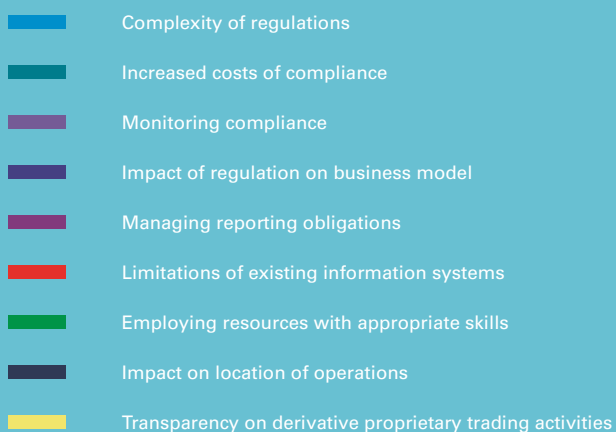 Complexity of regulations
Increased costs of compliance
Monitoring compliance
Impact of regulation on business model
Managing reporting obligations
Limitations of existing information systems
Employing resources with appropriate skills
Impact on location of operations
Transparency on derivative proprietary trading activities